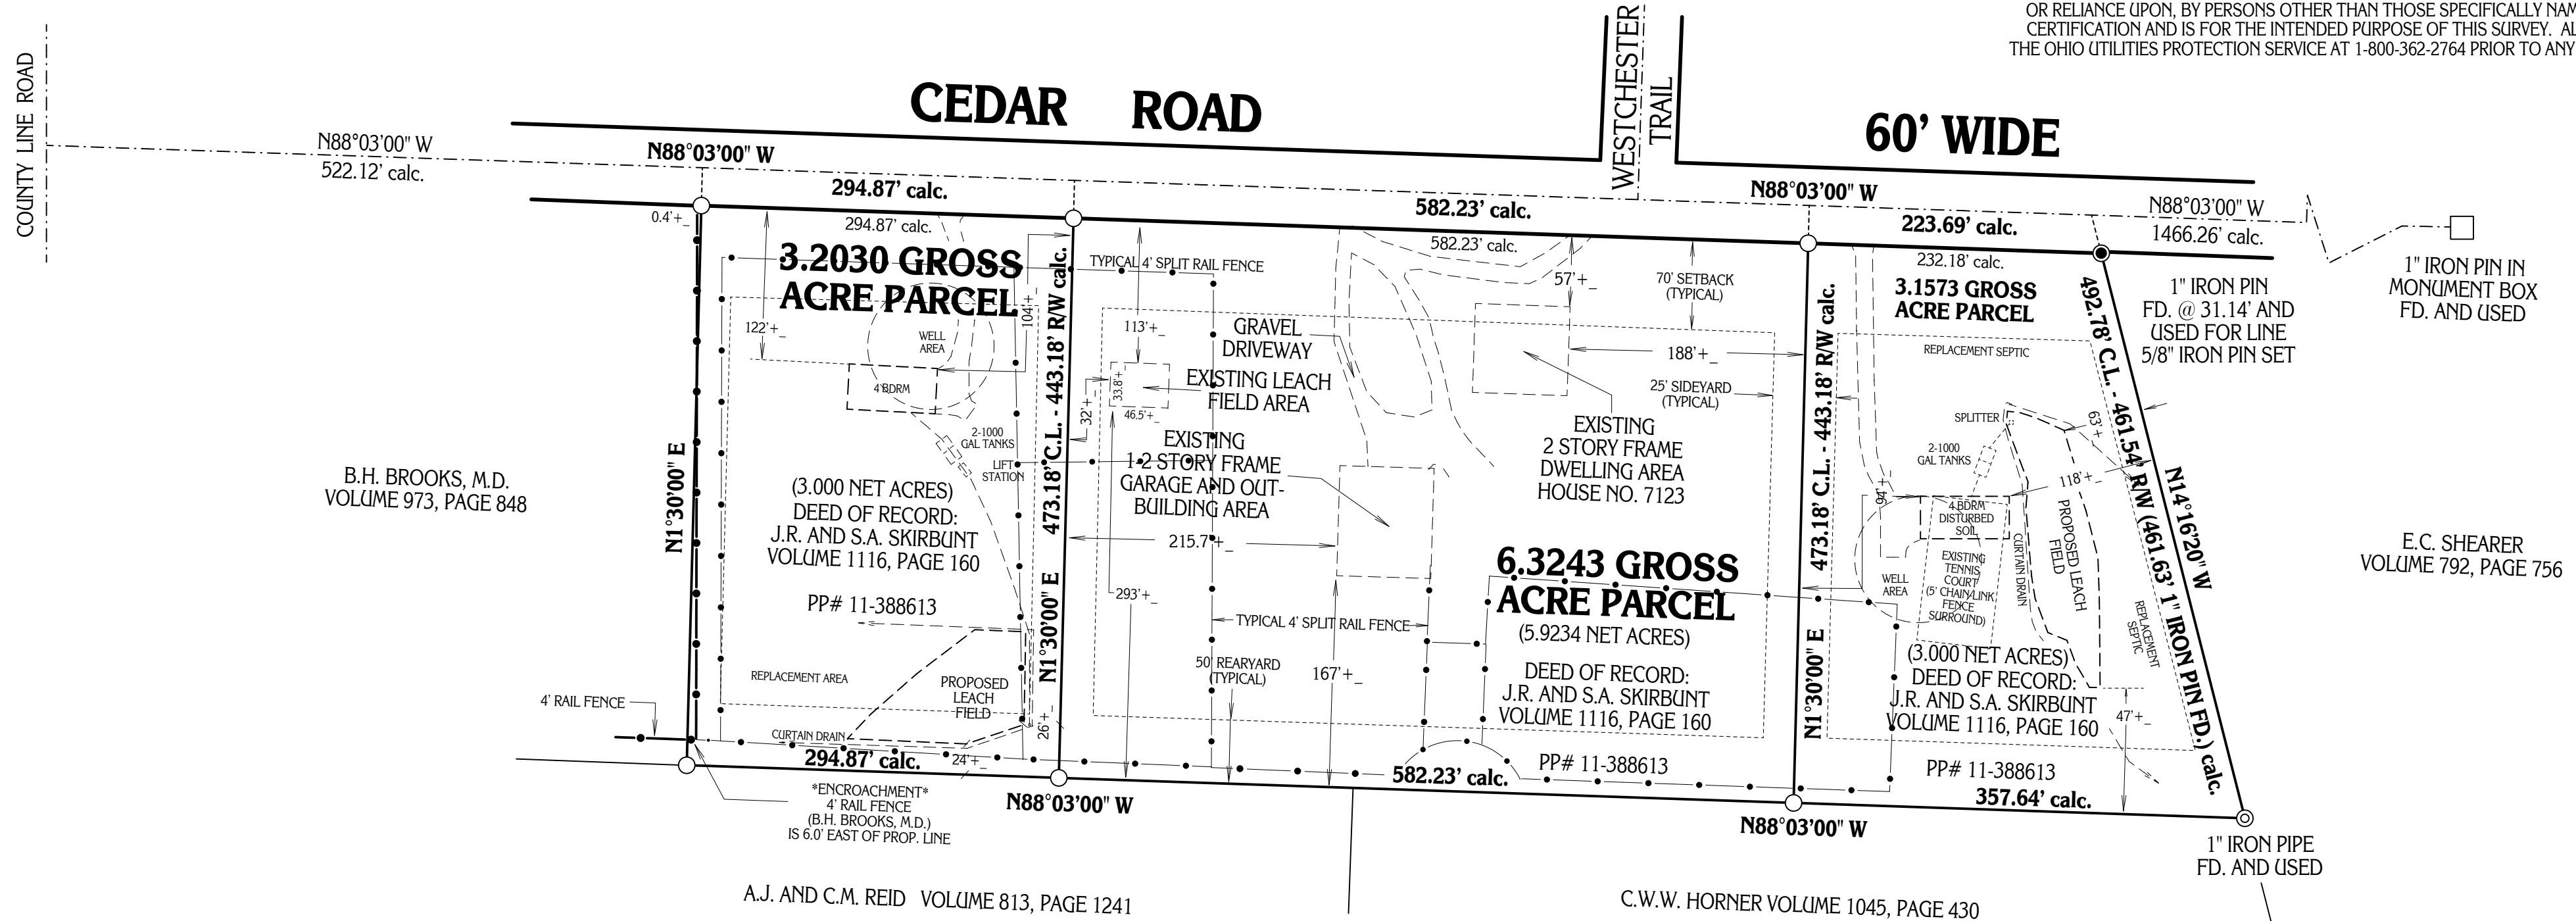 OR RELIANCE UPON, BY PERSONS OTHER THAN THOSE SPECIFICALLY
CERTIFICATION AND IS FOR THE INTENDED PURPOSE OF THIS SURVEY.
THE OHIO UTILITIES PROTECTION SERVICE AT 1-800-362-2764 PRIOR TO ANY
COUNTY LINE ROAD
CEDAR ROAD
WESTCHESTER
TRAIL
60' WIDE
N88°03'00" W
522.12' calc.
N88°03'00" W
294.87' calc.
582.23' calc.
N88°03'00" W
223.69' calc.
N88°03'00" W
1466.26' calc.
0.4'+_
294.87' calc.
582.23' calc.
232.18' calc.
1" IRON PIN IN
MONUMENT BOX
FD. AND USED
1" IRON PIN
FD. @ 31.14' AND
USED FOR LINE
5/8" IRON PIN SET
3.2030 GROSS
ACRE PARCEL
122'+_
104'+_
WELL
AREA
4 BDRM
2-1000
GAL TANKS
LIFT
STATION
(3.000 NET ACRES)
DEED OF RECORD:
J.R. AND S.A. SKIRBUNT
VOLUME 1116, PAGE 160
PP# 11-388613
REPLACEMENT AREA
PROPOSED
LEACH
FIELD
CURTAIN DRAIN
26'+_
24'+_
294.87' calc.
N1°30'00" E
B.H. BROOKS, M.D.
VOLUME 973, PAGE 848
4' RAIL FENCE
*ENCROACHMENT*
4' RAIL FENCE
(B.H. BROOKS, M.D.)
IS 6.0' EAST OF PROP. LINE
N1°30'00" E 473.18' C.L. - 443.18' R/W calc.
TYPICAL 4' SPLIT RAIL FENCE
113'+_
32'+_
33.8'+_
46.5'+_
GRAVEL
DRIVEWAY
EXISTING LEACH
FIELD AREA
EXISTING
1-2 STORY FRAME
GARAGE AND OUT-
BUILDING AREA
215.7'+_
293'+_
TYPICAL 4' SPLIT RAIL FENCE
50' REARYARD
(TYPICAL)
167'+_
57'+_
70' SETBACK
(TYPICAL)
188'+_
25' SIDEYARD
(TYPICAL)
EXISTING
2 STORY FRAME
DWELLING AREA
HOUSE NO. 7123
6.3243 GROSS
ACRE PARCEL
(5.9234 NET ACRES)
DEED OF RECORD:
J.R. AND S.A. SKIRBUNT
VOLUME 1116, PAGE 160
PP# 11-388613
582.23' calc.
N88°03'00" W
N88°03'00" W
N1°30'00" E 473.18' C.L. - 443.18' R/W calc.
3.1573 GROSS
ACRE PARCEL
REPLACEMENT SEPTIC
SPLITTER
2-1000
GAL TANKS
63'+_
118'+_
94'+_
4 BDRM
DISTURBED
SOIL
EXISTING
TENNIS
COURT
(5' CHAIN LINK
FENCE
SURROUND)
WELL
AREA
CURTAIN DRAIN
PROPOSED LEACH
FIELD
REPLACEMENT
SEPTIC
(3.000 NET ACRES)
DEED OF RECORD:
J.R. AND S.A. SKIRBUNT
VOLUME 1116, PAGE 160
47'+_
PP# 11-388613
357.64' calc.
492.78' C.L. - 461.54' R/W (461.63' 1" IRON PIN FD.) calc.
N14°16'20" W
E.C. SHEARER
VOLUME 792, PAGE 756
1" IRON PIPE
FD. AND USED
A.J. AND C.M. REID VOLUME 813, PAGE 1241
C.W.W. HORNER VOLUME 1045, PAGE 430